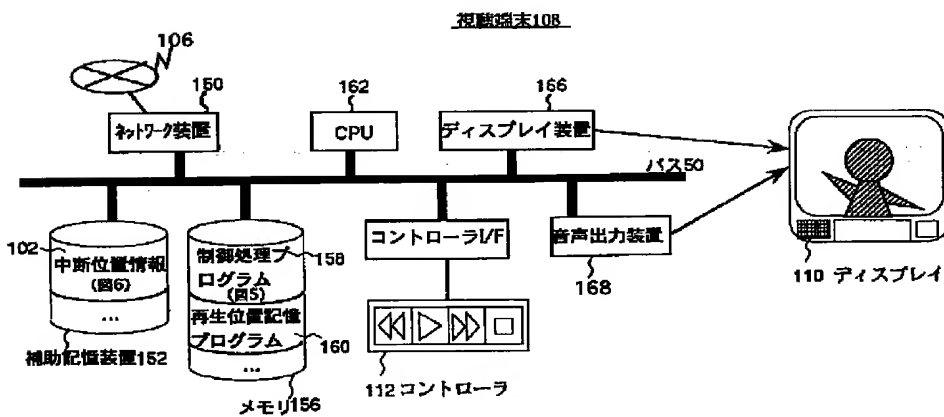 視聴端末108
106
150
ネットワーク装置
162
CPU
166
ディスプレイ装置
バス50
102
中断位置情報
(図6)
...
補助記憶装置152
制御処理プ
ログラム
(図5)
158
再生位置記憶
プログラム
160
...
メモリ156
コントローラI/F
112コントローラ
音声出力装置
168
110 ディスプレイ